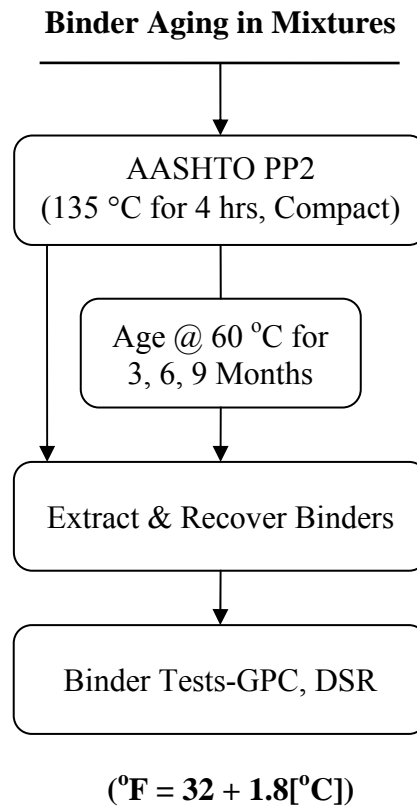 Binder Aging in Mixtures
AASHTO PP2
(135 °C for 4 hrs, Compact)
Age @ 60 °C for
3, 6, 9 Months
Extract & Recover Binders
Binder Tests-GPC, DSR
(°F = 32 + 1.8[°C])